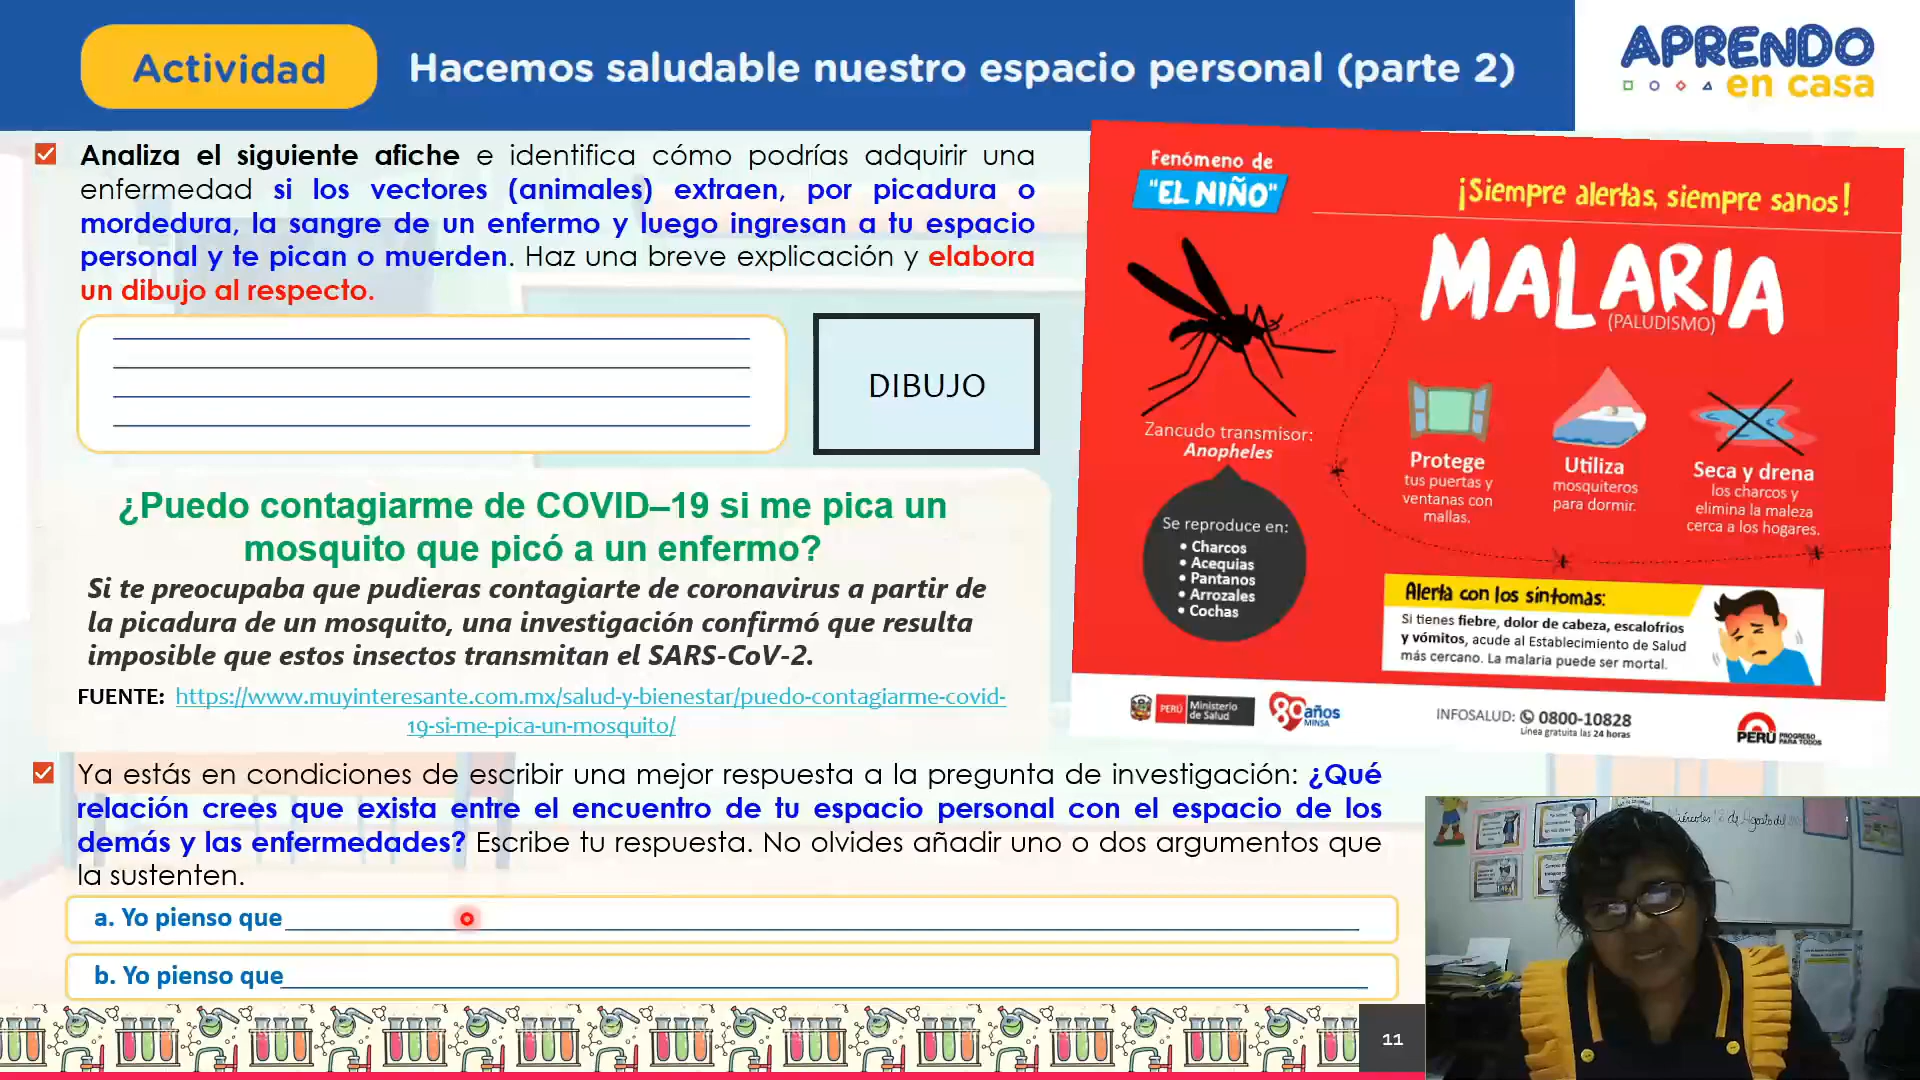 Actividad
Hacemos saludable nuestro espacio personal (parte 2)
APRENDO
en casa
Analiza el siguiente afiche e identifica cómo podrías adquirir una
enfermedad si los vectores (animales) extraen, por picadura o
mordedura, la sangre de un enfermo y luego ingresan a tu espacio
personal y te pican o muerden. Haz una breve explicación y elabora
un dibujo al respecto.
DIBUJO
¿Puedo contagiarme de COVID–19 si me pica un
mosquito que picó a un enfermo?
Si te preocupaba que pudieras contagiarte de coronavirus a partir de
la picadura de un mosquito, una investigación confirmó que resulta
imposible que estos insectos transmitan el SARS-CoV-2.
FUENTE: https://www.muyinteresante.com.mx/salud-y-bienestar/puedo-contagiarme-covid-
19-si-me-pica-un-mosquito/
Fenómeno de
"EL NIÑO"
¡Siempre alertas, siempre sanos!
MALARIA
(PALUDISMO)
Zancudo transmisor:
Anopheles
Se reproduce en:
• Charcos
• Acequias
• Pantanos
• Arrozales
• Cochas
Protege
tus puertas y
ventanas con
mallas.
Utiliza
mosquiteros
para dormir.
Seca y drena
los charcos y
elimina la maleza
cerca a los hogares.
Alerta con los síntomas:
Si tienes fiebre, dolor de cabeza, escalofríos
y vómitos, acude al Establecimiento de Salud
más cercano. La malaria puede ser mortal.
PERÚ
Ministerio
de Salud
80 años
MINSA
INFOSALUD: 0800-10828
Línea gratuita las 24 horas
PERÚ PROGRESO
PARA TODOS
Ya estás en condiciones de escribir una mejor respuesta a la pregunta de investigación: ¿Qué
relación crees que exista entre el encuentro de tu espacio personal con el espacio de los
demás y las enfermedades? Escribe tu respuesta. No olvides añadir uno o dos argumentos que
la sustenten.
a. Yo pienso que
b. Yo pienso que
11
de Agosto del